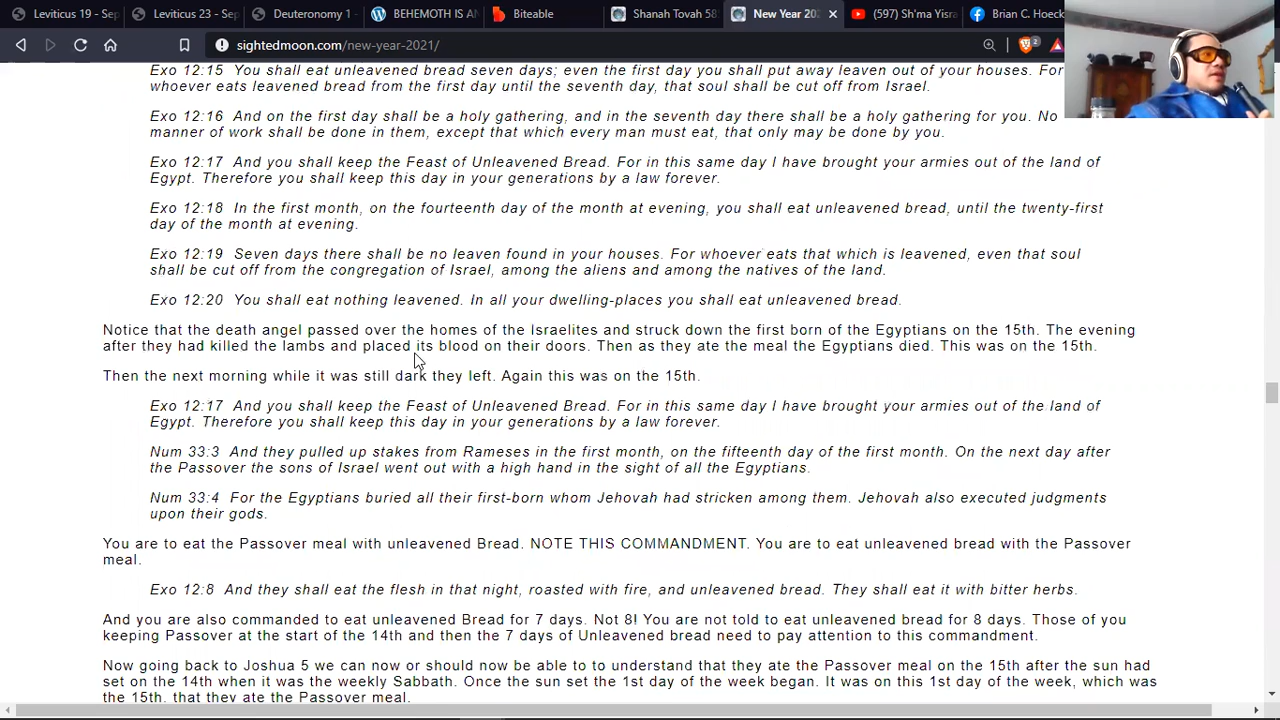 Leviticus 19 - Sep
Leviticus 23 - Sep
Deuteronomy 1 -
BEHEMOTH IS AN
Biteable
Shanah Tovah 58
New Year 202
(597) Sh'ma Yisra
Brian C. Hoeck
sightedmoon.com/new-year-2021/
2
Exo 12:15 You shall eat unleavened bread seven days; even the first day you shall put away leaven out of your houses. For
whoever eats leavened bread from the first day until the seventh day, that soul shall be cut off from Israel.
Exo 12:16 And on the first day shall be a holy gathering, and in the seventh day there shall be a holy gathering for you. No
manner of work shall be done in them, except that which every man must eat, that only may be done by you.
Exo 12:17 And you shall keep the Feast of Unleavened Bread. For in this same day I have brought your armies out of the land of
Egypt. Therefore you shall keep this day in your generations by a law forever.
Exo 12:18 In the first month, on the fourteenth day of the month at evening, you shall eat unleavened bread, until the twenty-first
day of the month at evening.
Exo 12:19 Seven days there shall be no leaven found in your houses. For whoever eats that which is leavened, even that soul
shall be cut off from the congregation of Israel, among the aliens and among the natives of the land.
Exo 12:20 You shall eat nothing leavened. In all your dwelling-places you shall eat unleavened bread.
Notice that the death angel passed over the homes of the Israelites and struck down the first born of the Egyptians on the 15th. The evening
after they had killed the lambs and placed its blood on their doors. Then as they ate the meal the Egyptians died. This was on the 15th.
Then the next morning while it was still dark they left. Again this was on the 15th.
Exo 12:17 And you shall keep the Feast of Unleavened Bread. For in this same day I have brought your armies out of the land of
Egypt. Therefore you shall keep this day in your generations by a law forever.
Num 33:3 And they pulled up stakes from Rameses in the first month, on the fifteenth day of the first month. On the next day after
the Passover the sons of Israel went out with a high hand in the sight of all the Egyptians.
Num 33:4 For the Egyptians buried all their first-born whom Jehovah had stricken among them. Jehovah also executed judgments
upon their gods.
You are to eat the Passover meal with unleavened Bread. NOTE THIS COMMANDMENT. You are to eat unleavened bread with the Passover
meal.
Exo 12:8 And they shall eat the flesh in that night, roasted with fire, and unleavened bread. They shall eat it with bitter herbs.
And you are also commanded to eat unleavened Bread for 7 days. Not 8! You are not told to eat unleavened bread for 8 days. Those of you
keeping Passover at the start of the 14th and then the 7 days of Unleavened bread need to pay attention to this commandment.
Now going back to Joshua 5 we can now or should now be able to to understand that they ate the Passover meal on the 15th after the sun had
set on the 14th when it was the weekly Sabbath. Once the sun set the 1st day of the week began. It was on this 1st day of the week, which was
the 15th, that they ate the Passover meal.